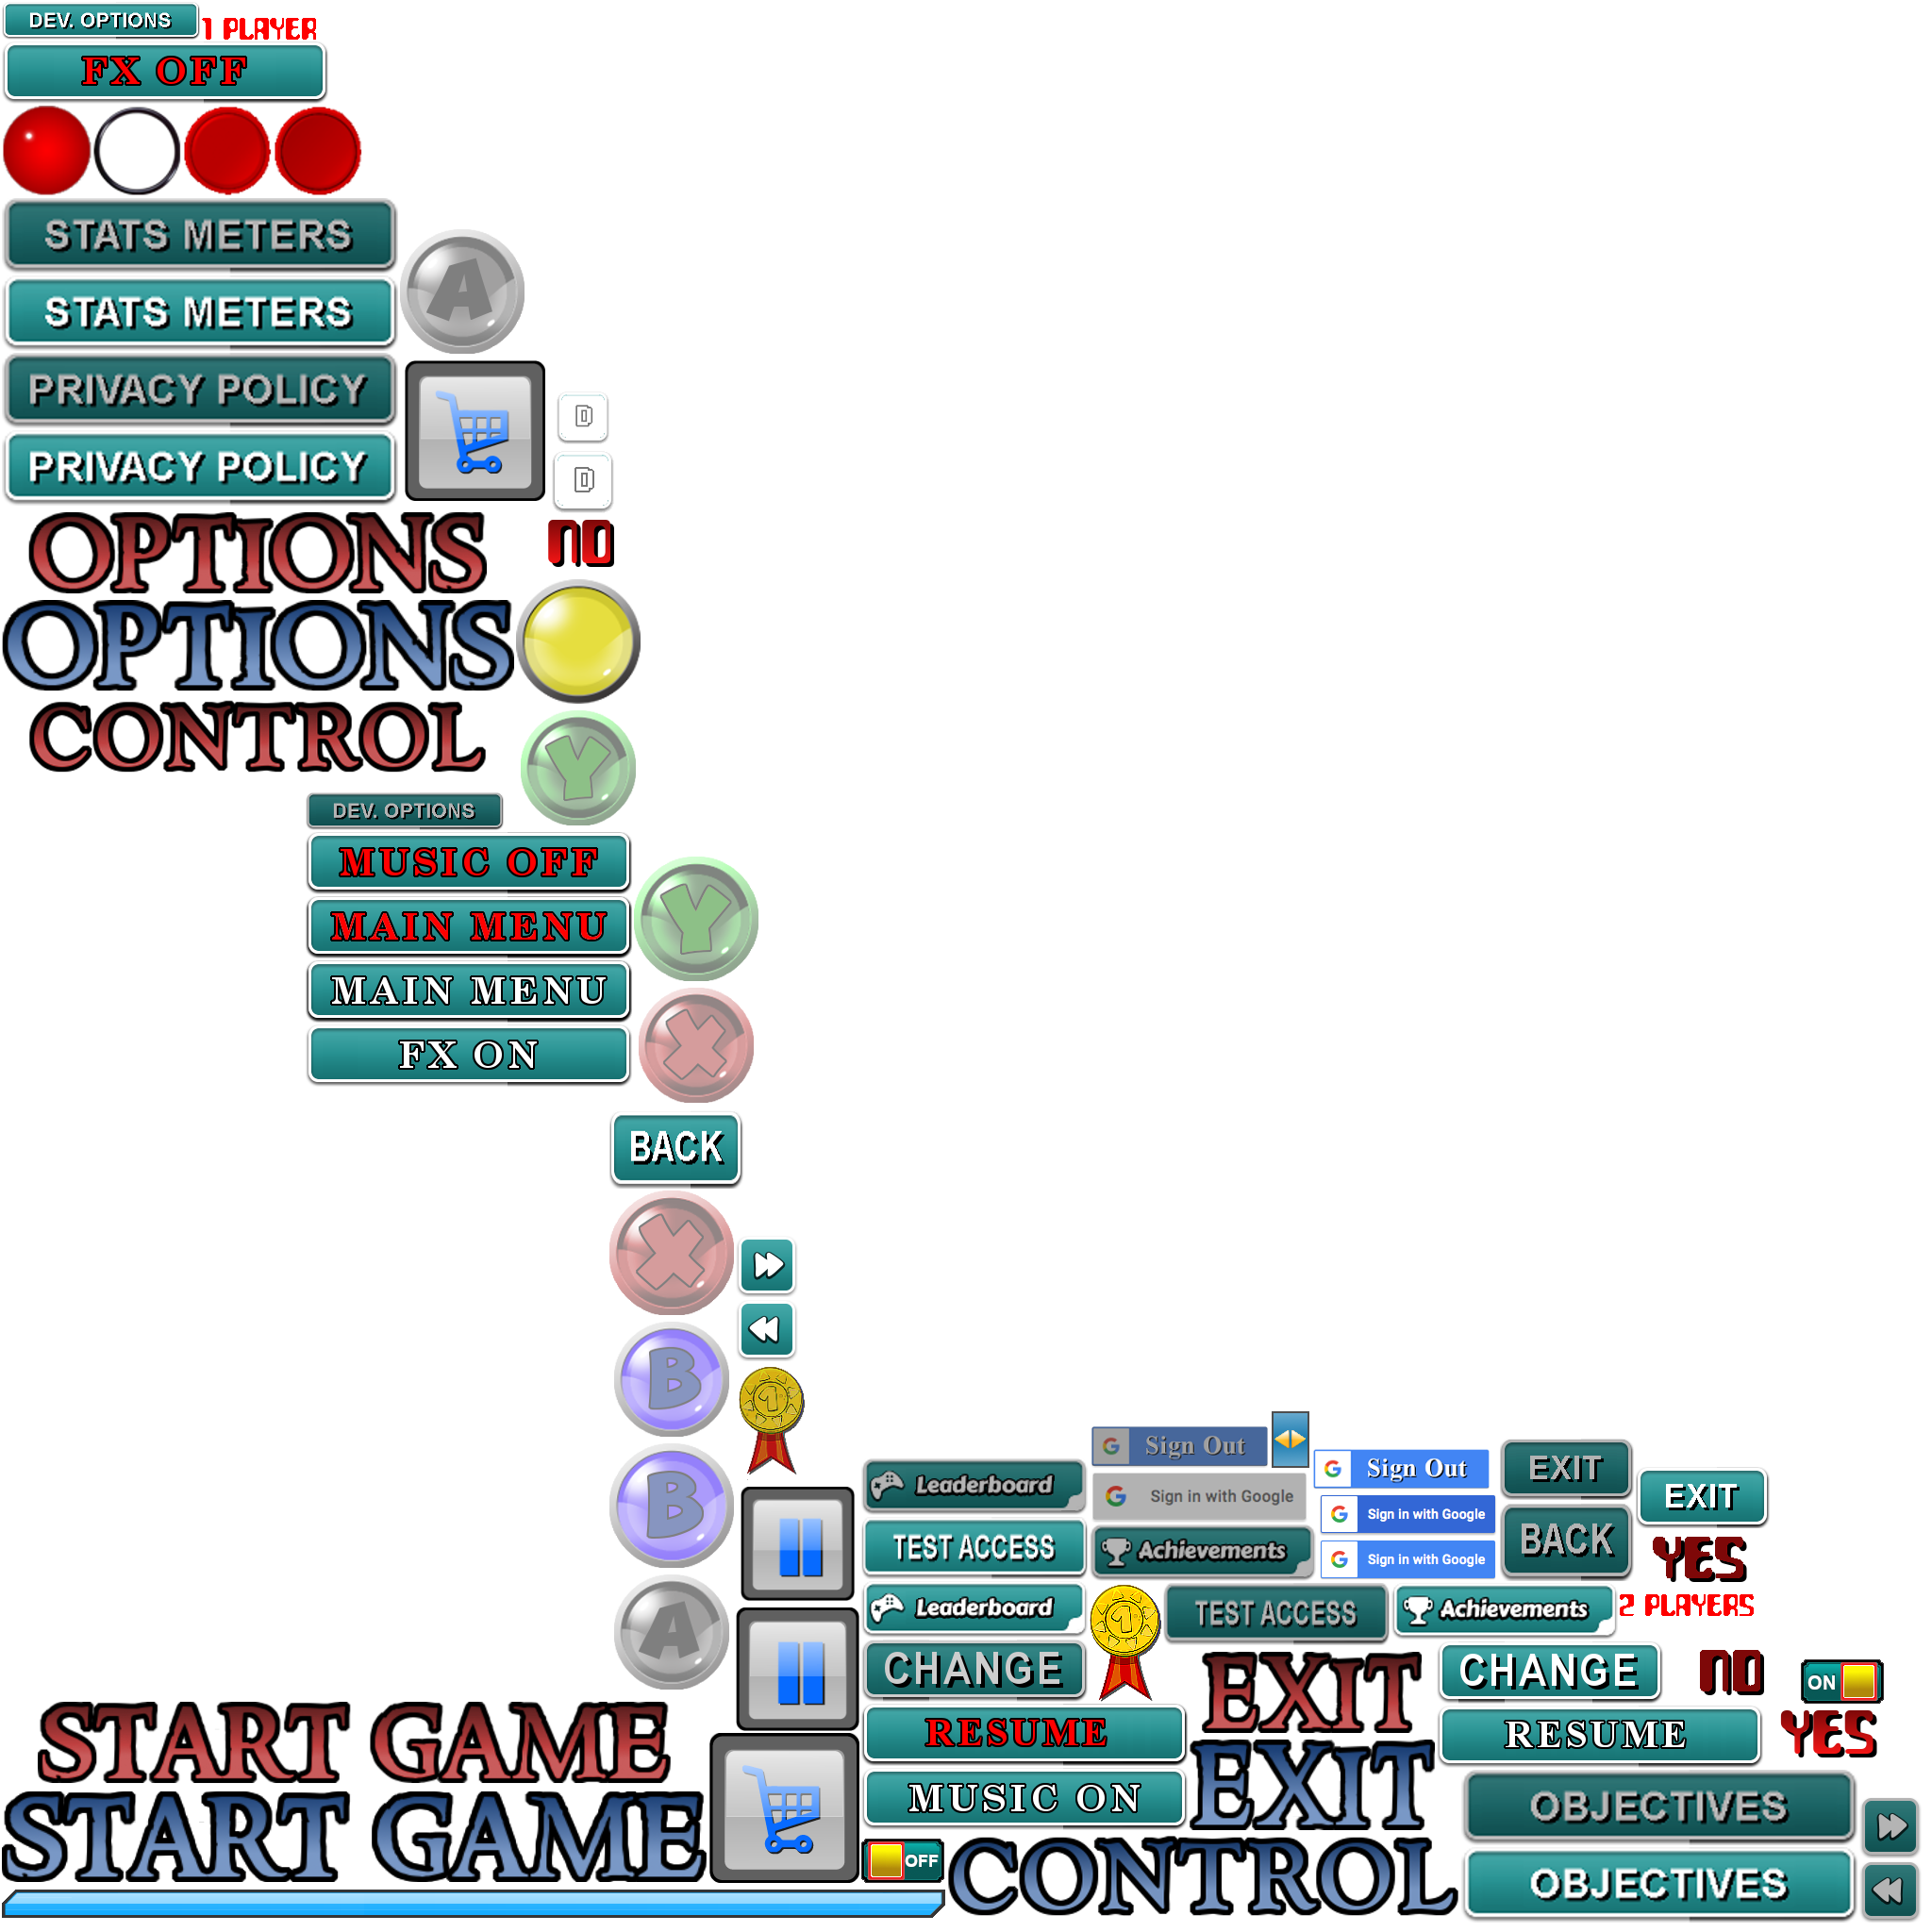 DEV. OPTIONS
1 PLAYER
FX OFF
STATS METERS
A
STATS METERS
PRIVACY POLICY
D
PRIVACY POLICY
D
OPTIONS
NO
OPTIONS
CONTROL
Y
DEV. OPTIONS
MUSIC OFF
MAIN MENU
Y
MAIN MENU
FX ON
X
BACK
X
B
1
B
A
Sign Out
Sign Out
EXIT
Leaderboard
Sign in with Google
EXIT
Sign in with Google
TEST ACCESS
Achievements
Sign in with Google
BACK
YES
Leaderboard
1
TEST ACCESS
Achievements
2 PLAYERS
CHANGE
EXIT
CHANGE
NO
ON
START GAME
RESUME
RESUME
YES
START GAME
MUSIC ON
EXIT
OBJECTIVES
OFF
CONTROL
OBJECTIVES